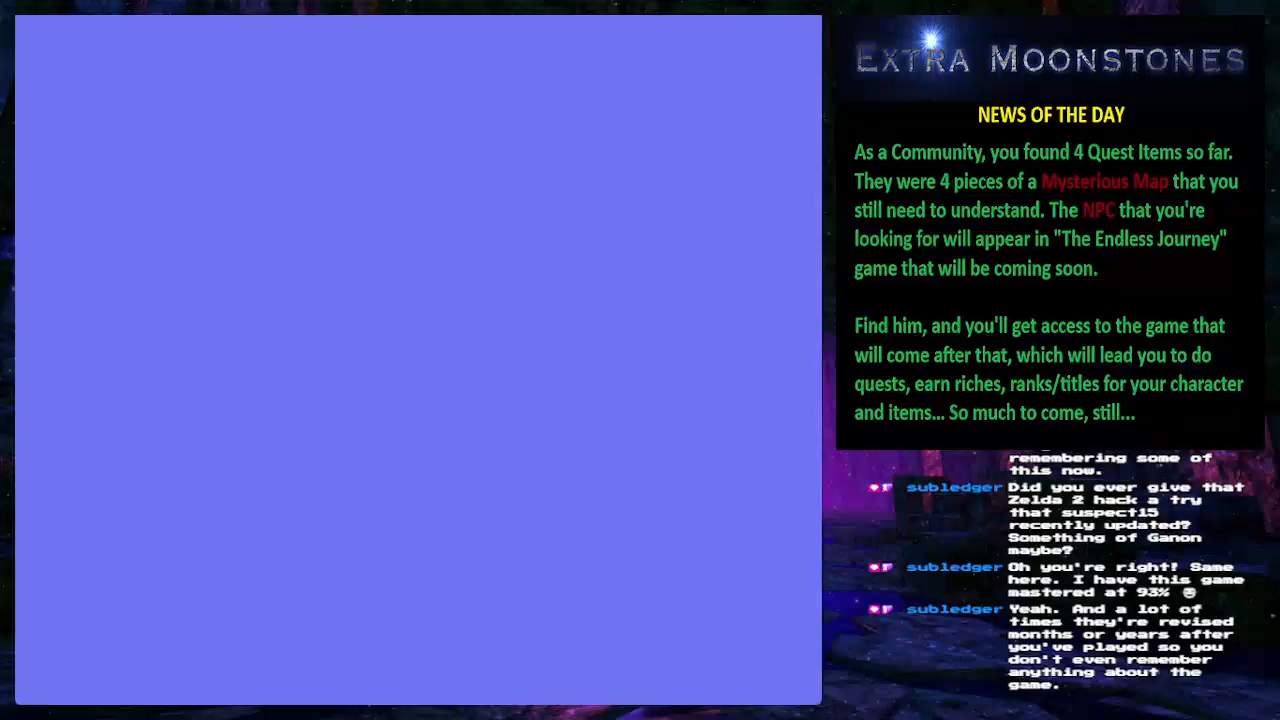 EXTRA MOONSTONES
NEWS OF THE DAY
As a Community, you found 4 Quest Items so far.
They were 4 pieces of a Mysterious Map that you
still need to understand. The NPC that you're
looking for will appear in "The Endless Journey"
game that will be coming soon.
Find him, and you'll get access to the game that
will come after that, which will lead you to do
quests, earn riches, ranks/titles for your character
and items... So much to come, still...
remembering some of
this now.
subledger Did you ever give that
Zelda 2 hack a try
that suspect15
recently updated?
Something of Ganon
maybe?
subledger Oh you're right! Same
here. I have this game
mastered at 93%
subledger Yeah. And a lot of
times they're revised
months or years after
you've played so you
don't even remember
anything about the
game.